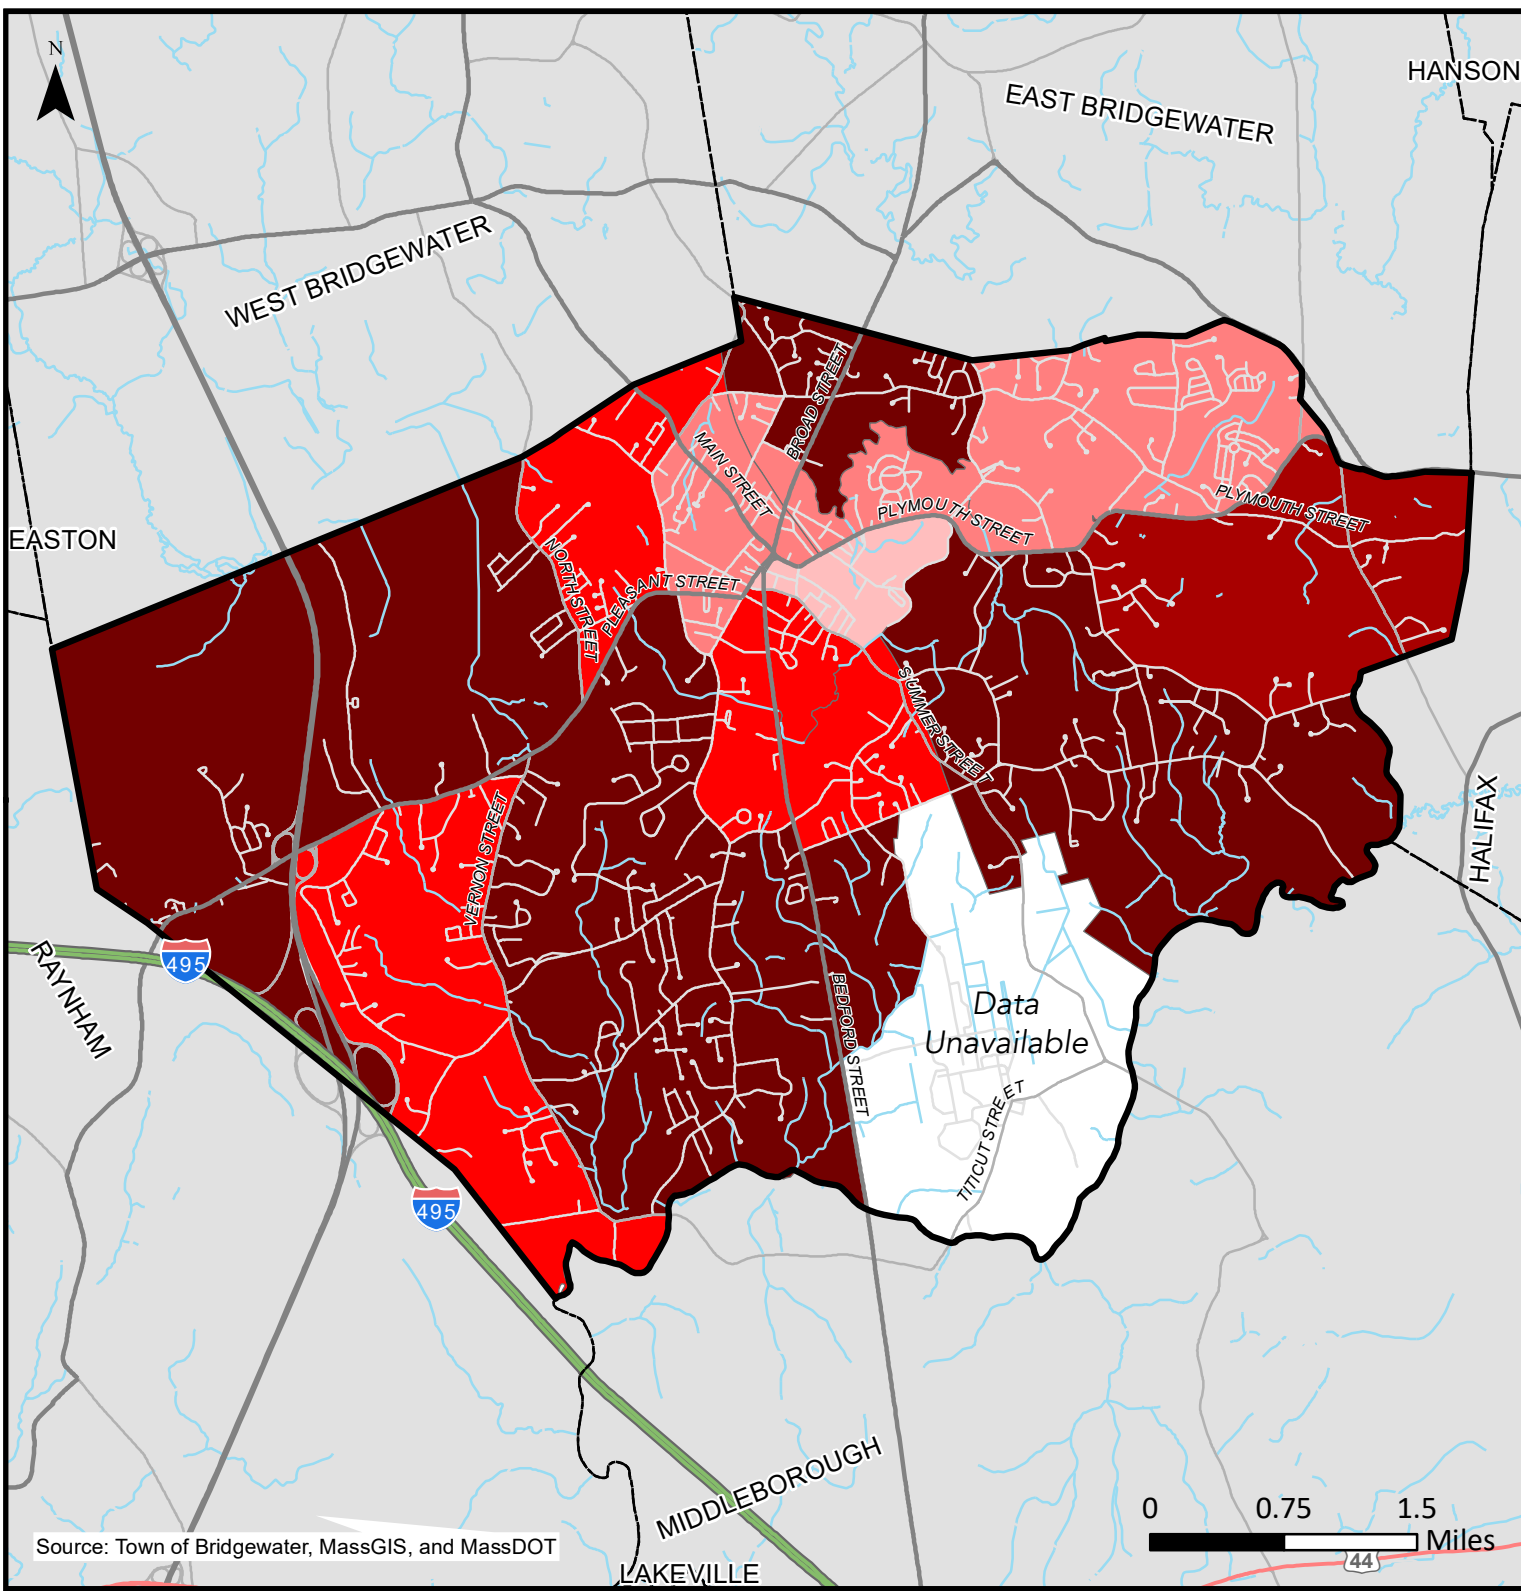 N
HANSON
EAST BRIDGEWATER
WEST BRIDGEWATER
BROAD STREET
MAIN STREET
PLYMOUTH STREET
PLYMOUTH STREET
EASTON
NORTH STREET
PLEASANT STREET
SUMMER STREET
VERNON STREET
HALIFAX
RAYNHAM
495
BEDFORD STREET
Data
Unavailable
TITICUT STREET
495
MIDDLEBOROUGH
0 0.75 1.5
Miles
44
Source: Town of Bridgewater, MassGIS, and MassDOT
LAKEVILLE